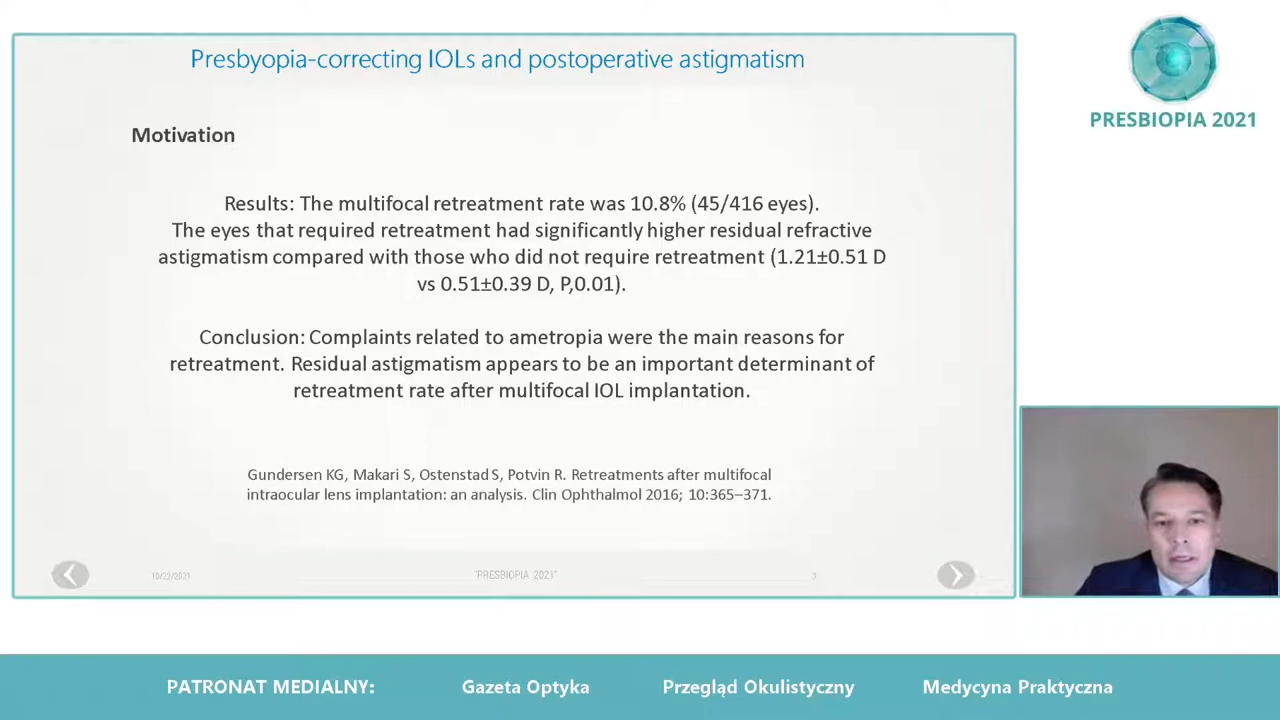 Presbyopia-correcting IOLs and postoperative astigmatism
Motivation
Results: The multifocal retreatment rate was 10.8% (45/416 eyes).
The eyes that required retreatment had significantly higher residual refractive
astigmatism compared with those who did not require retreatment (1.21±0.51 D
vs 0.51±0.39 D, P,0.01).
Conclusion: Complaints related to ametropia were the main reasons for
retreatment. Residual astigmatism appears to be an important determinant of
retreatment rate after multifocal IOL implantation.
Gundersen KG, Makari S, Ostenstad S, Potvin R. Retreatments after multifocal
intraocular lens implantation: an analysis. Clin Ophthalmol 2016; 10:365–371.
10/22/2021 "PRESBIOPIA 2021" 3
PRESBIOPIA 2021
PATRONAT MEDIALNY: Gazeta Optyka Przegląd Okulistyczny Medycyna Praktyczna